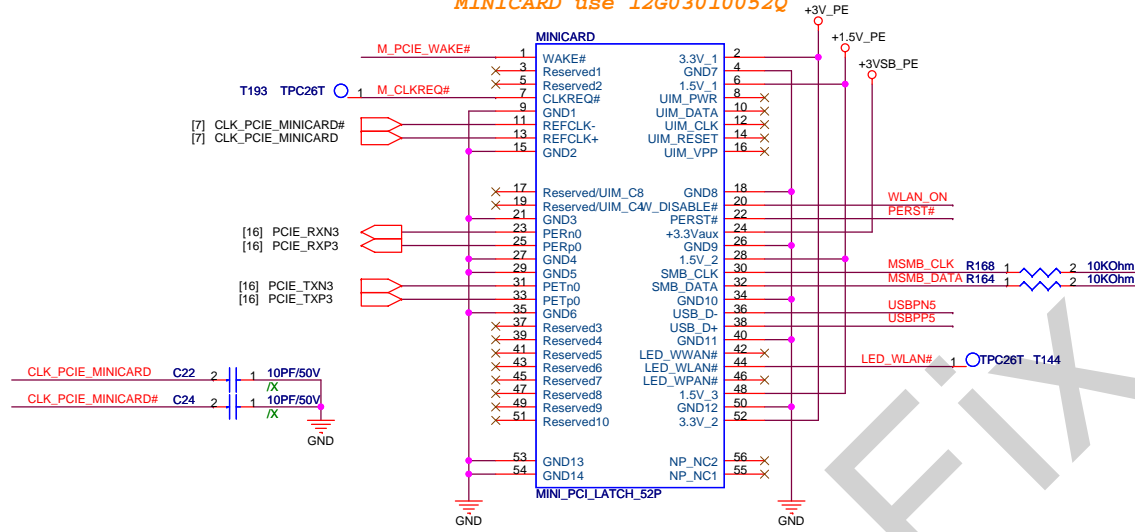 MINICARD use 12G03010052Q
+3V_PE
+1.5V_PE
+3VSB_PE
MINICARD
M_PCIE_WAKE# 1 WAKE# 3.3V_1 2
3 Reserved1 GND7 4
5 Reserved2 1.5V_1 6
T193 TPC26T 1 M_CLKREQ# 7 CLKREQ# UIM_PWR 8
9 GND1 UIM_DATA 10
[7] CLK_PCIE_MINICARD# 11 REFCLK- UIM_CLK 12
[7] CLK_PCIE_MINICARD 13 REFCLK+ UIM_RESET 14
15 GND2 UIM_VPP 16
17 Reserved/UIM_C8 GND8 18
19 Reserved/UIM_C4 W_DISABLE# 20 WLAN_ON
21 GND3 PERST# 22 PERST#
[16] PCIE_RXN3 23 PERn0 +3.3Vaux 24
[16] PCIE_RXP3 25 PERp0 GND9 26
27 GND4 1.5V_2 28
29 GND5 SMB_CLK 30 MSMB_CLK R168 1 2 10KOhm
[16] PCIE_TXN3 31 PETn0 SMB_DATA 32 MSMB_DATA R164 1 2 10KOhm
[16] PCIE_TXP3 33 PETp0 GND10 34
35 GND6 USB_D- 36 USBPN5
37 Reserved3 USB_D+ 38 USBPP5
39 Reserved4 GND11 40
41 Reserved5 LED_WWAN# 42
43 Reserved6 LED_WLAN# 44 LED_WLAN# 1 TPC26T T144
45 Reserved7 LED_WPAN# 46
47 Reserved8 1.5V_3 48
49 Reserved9 GND12 50
51 Reserved10 3.3V_2 52
53 GND13 NP_NC2 56
54 GND14 NP_NC1 55
MINI_PCI_LATCH_52P
GND
GND
CLK_PCIE_MINICARD C22 2 1 10PF/50V
/X
CLK_PCIE_MINICARD# C24 2 1 10PF/50V
/X
GND
Fix